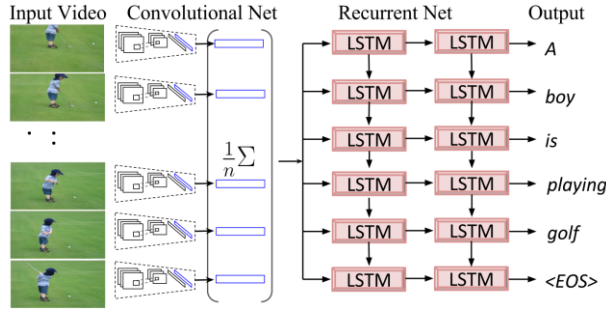 Input Video Convolutional Net Recurrent Net Output
LSTM LSTM A
LSTM LSTM boy
LSTM LSTM is
1/n ∑
LSTM LSTM playing
LSTM LSTM golf
LSTM LSTM <EOS>